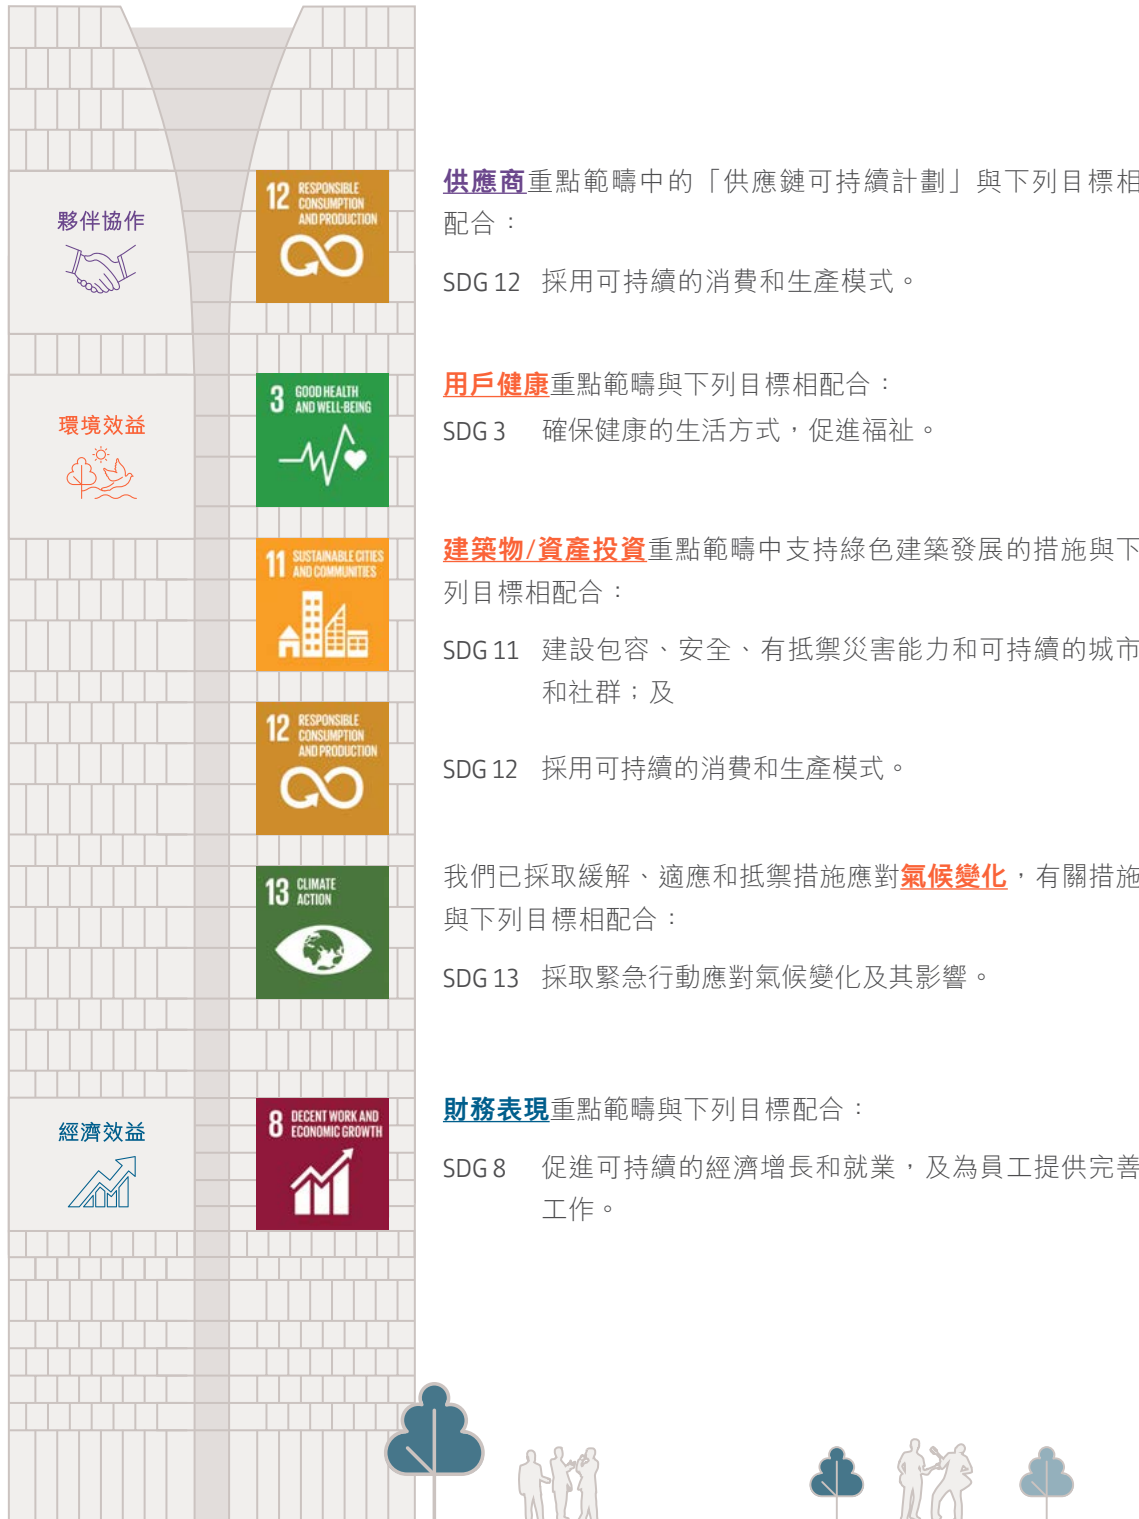 夥伴協作
12 RESPONSIBLE
CONSUMPTION
AND PRODUCTION
供應商重點範疇中的「供應鏈可持續計劃」與下列目標相
配合：
SDG 12 採用可持續的消費和生產模式。
環境效益
3 GOOD HEALTH
AND WELL-BEING
用戶健康重點範疇與下列目標相配合：
SDG 3 確保健康的生活方式，促進福祉。
11 SUSTAINABLE CITIES
AND COMMUNITIES
建築物/資產投資重點範疇中支持綠色建築發展的措施與下
列目標相配合：
SDG 11 建設包容、安全、有抵禦災害能力和可持續的城市
和社群；及
12 RESPONSIBLE
CONSUMPTION
AND PRODUCTION
SDG 12 採用可持續的消費和生產模式。
13 CLIMATE
ACTION
我們已採取緩解、適應和抵禦措施應對氣候變化，有關措施
與下列目標相配合：
SDG 13 採取緊急行動應對氣候變化及其影響。
經濟效益
8 DECENT WORK AND
ECONOMIC GROWTH
財務表現重點範疇與下列目標配合：
SDG 8 促進可持續的經濟增長和就業，及為員工提供完善
工作。